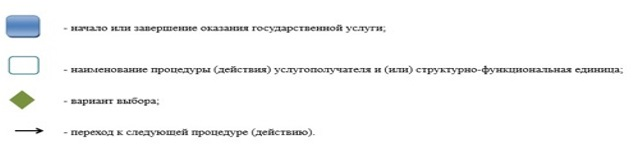 - начало или завершение оказания государственной услуги;
- наименование процедуры (действия) услугополучателя и (или) структурно-функциональная единица;
- вариант выбора;
- переход к следующей процедуре (действию).